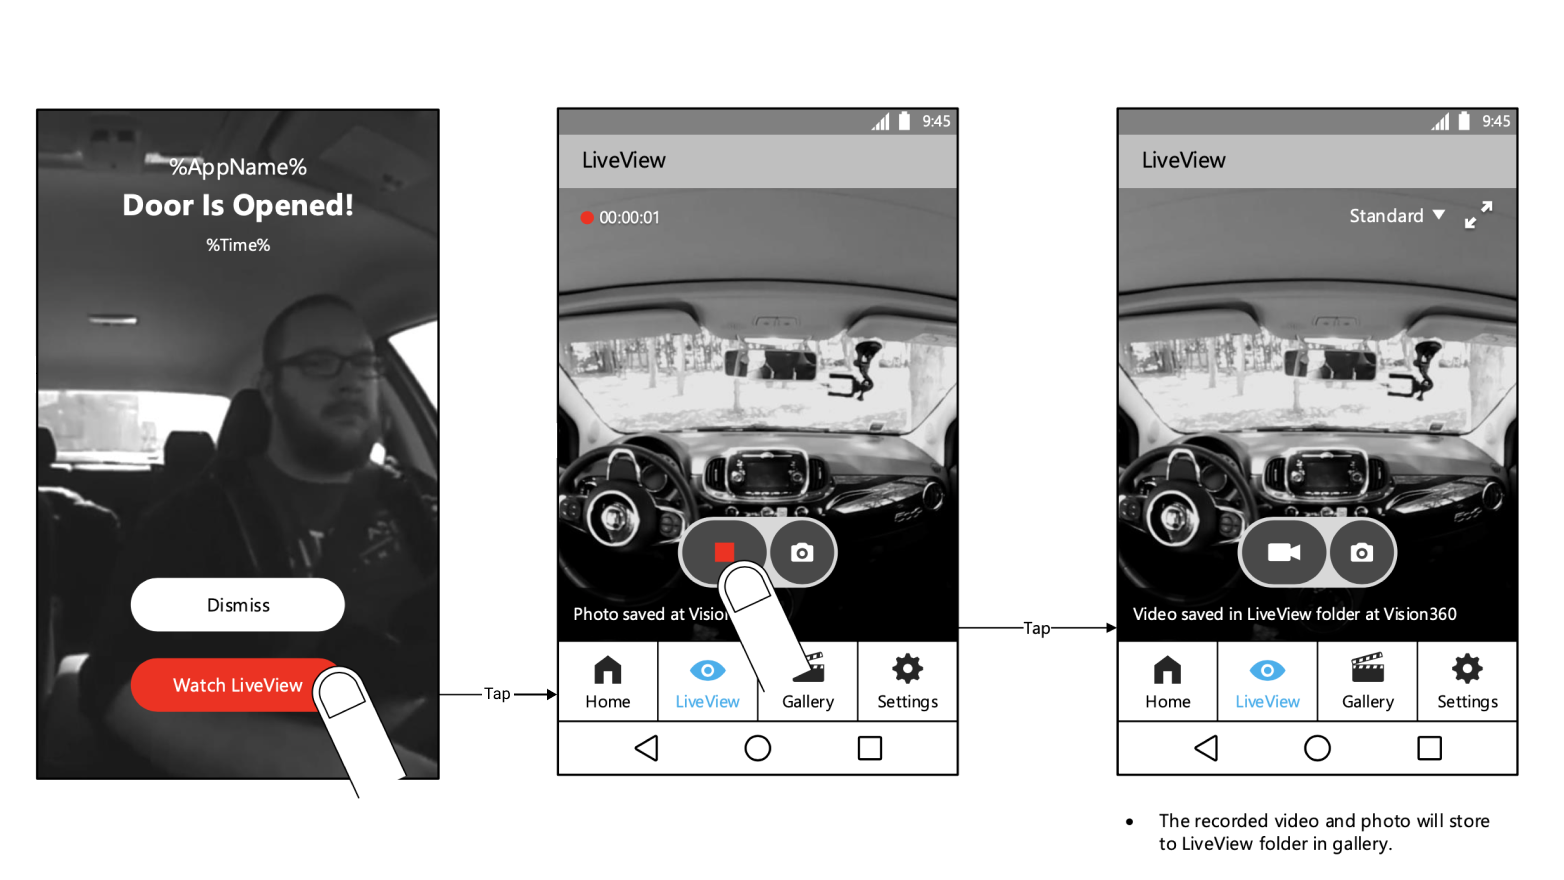 %AppName%
Door Is Opened!
%Time%
Dismiss
Watch LiveView
Tap
9:45
LiveView
00:00:01
Photo saved at
Home
LiveView
Gallery
Settings
Tap
9:45
LiveView
Standard
Video saved in LiveView folder at Vision360
Home
LiveView
Gallery
Settings
• The recorded video and photo will store
to LiveView folder in gallery.